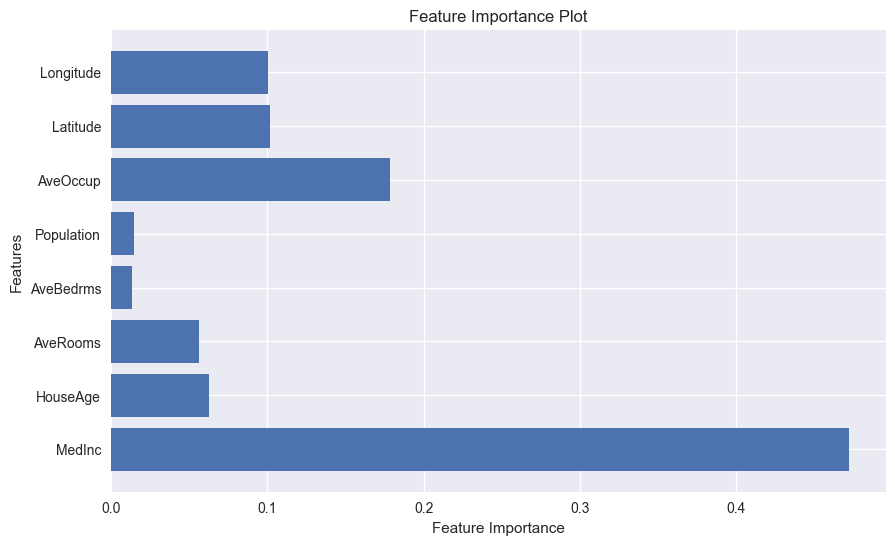 Feature Importance Plot
Features
Longitude
Latitude
AveOccup
Population
AveBedrms
AveRooms
HouseAge
MedInc
0.0 0.1 0.2 0.3 0.4
Feature Importance